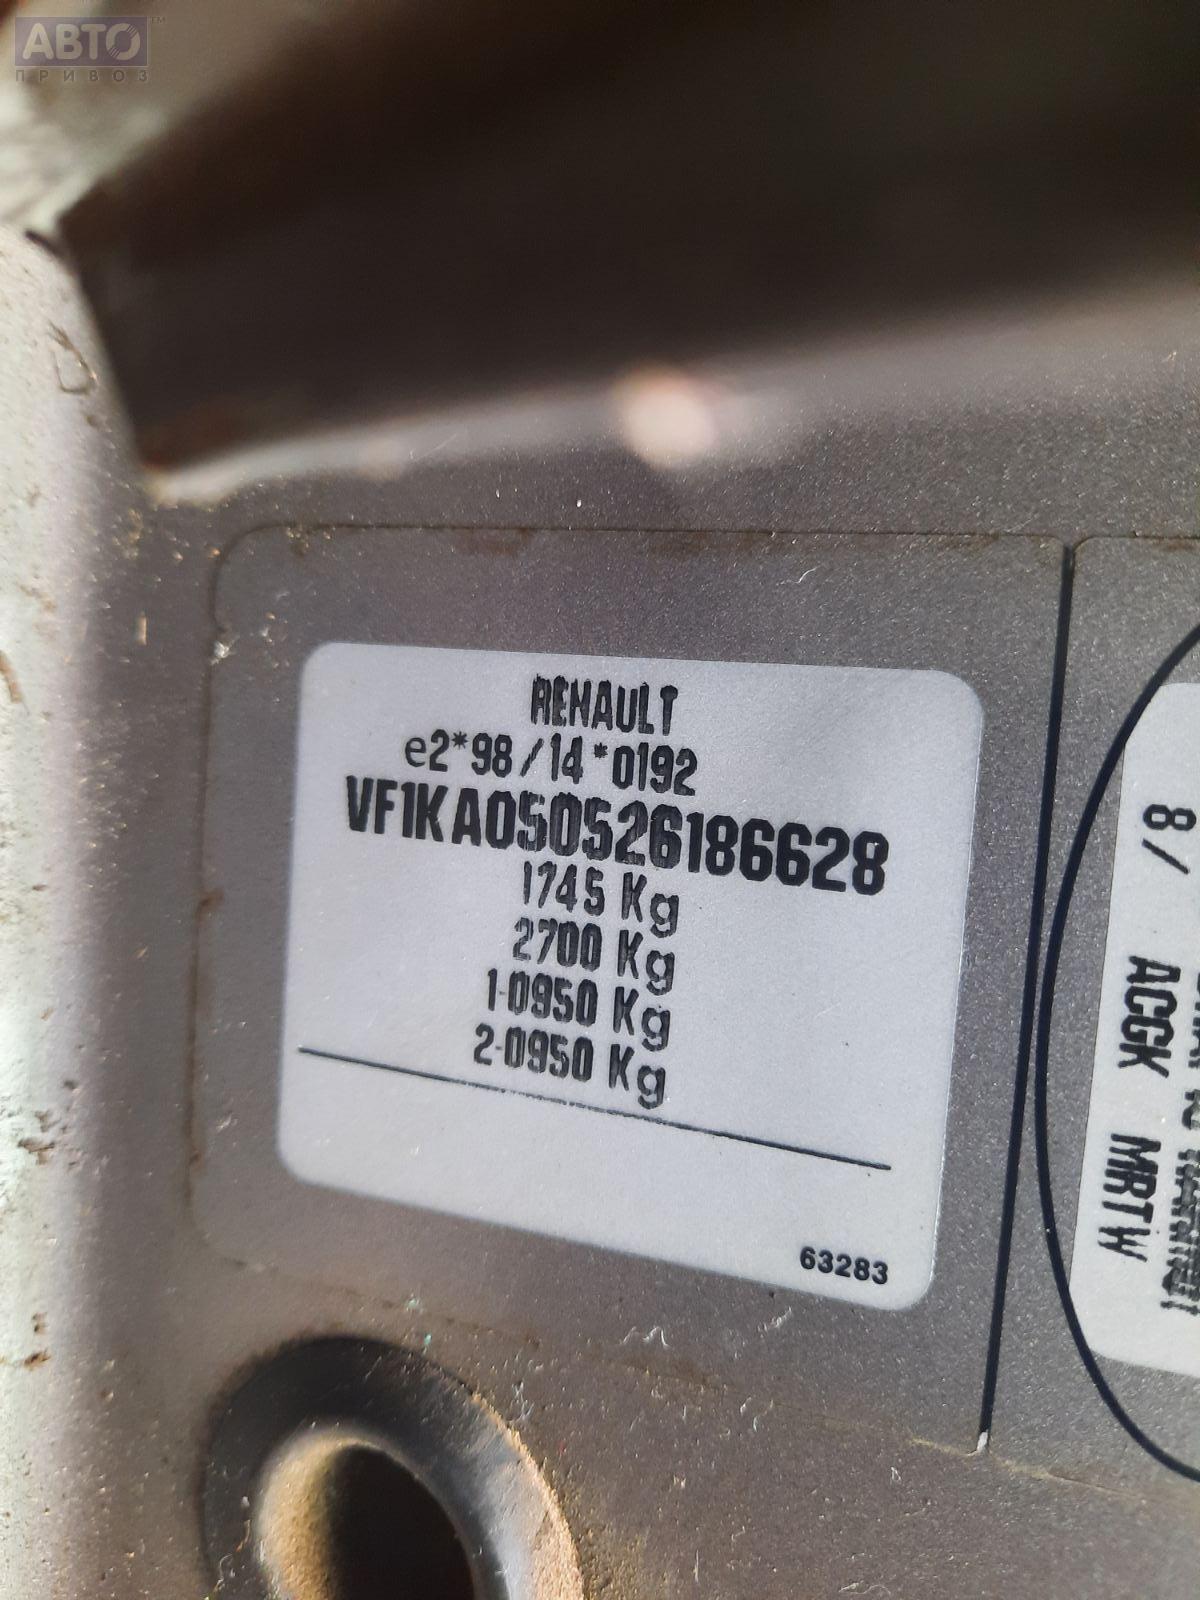 АВТО™
ПРИВОЗ
RENAULT
e2*98/14*0192
VF1KA050526186628
1745 Kg
2700 Kg
1-0950 Kg
2-0950 Kg
63283
8/
ACGK MRTW